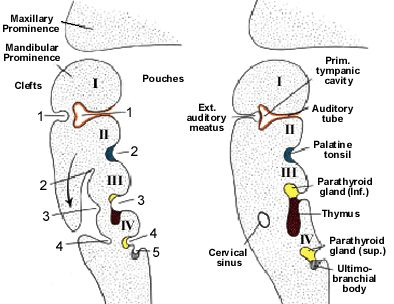 Maxillary
Prominence
Mandibular
Prominence
I
Clefts
Pouches
1
1
II
2
2
III
3
3
IV
4
4
5
Prim.
tympanic
cavity
I
Ext.
auditory
meatus
Auditory
tube
II
Palatine
tonsil
III
Parathyroid
gland (Inf.)
Thymus
IV
Parathyroid
gland (sup.)
Cervical
sinus
Ultimo-
branchial
body